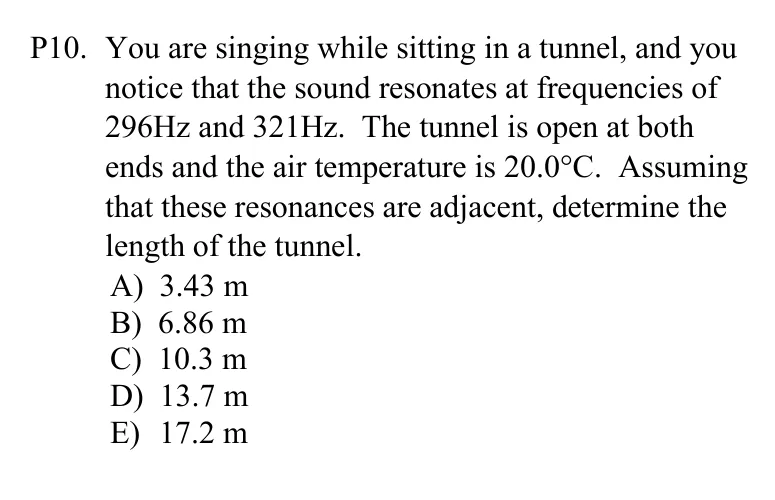 P10. You are singing while sitting in a tunnel, and you
notice that the sound resonates at frequencies of
296Hz and 321Hz. The tunnel is open at both
ends and the air temperature is 20.0°C. Assuming
that these resonances are adjacent, determine the
length of the tunnel.
A) 3.43 m
B) 6.86 m
C) 10.3 m
D) 13.7 m
E) 17.2 m